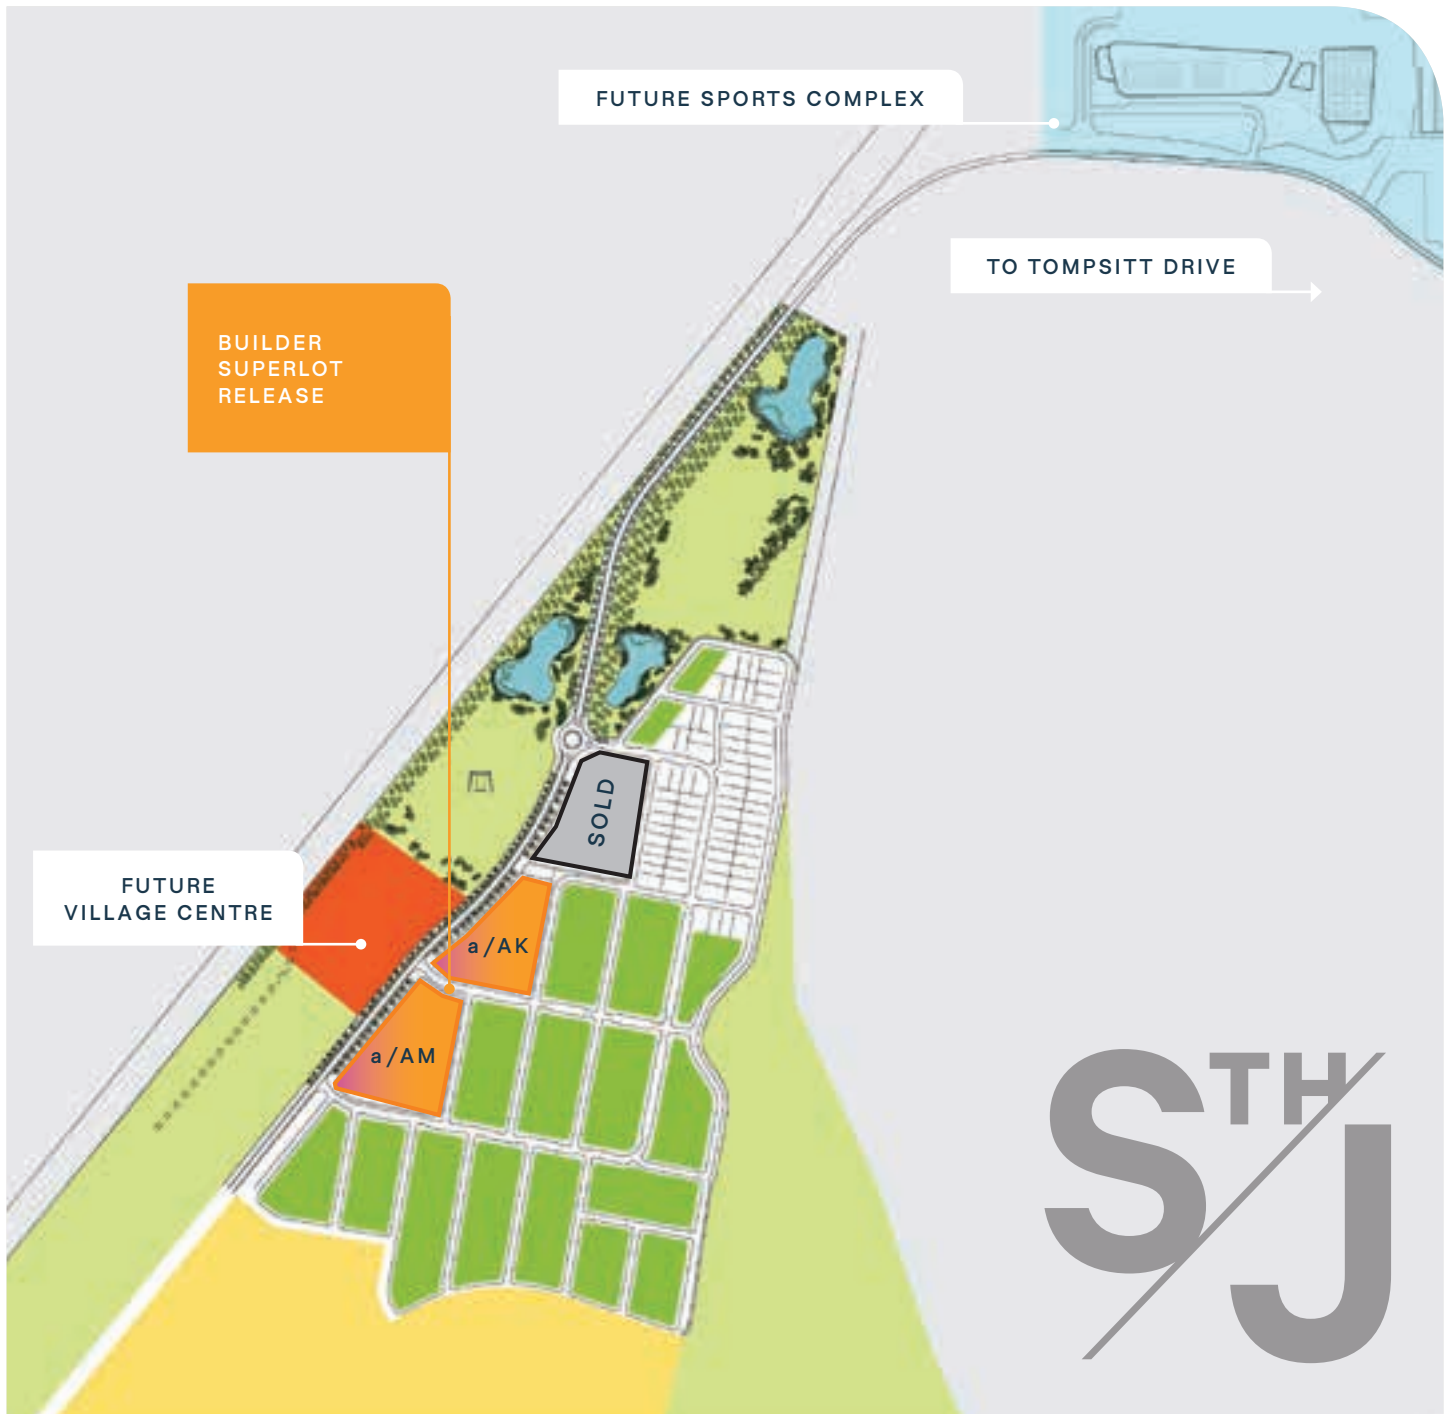 FUTURE SPORTS COMPLEX
TO TOMPSITT DRIVE
BUILDER
SUPERLOT
RELEASE
SOLD
FUTURE
VILLAGE CENTRE
a/AK
a/AM
STH/J